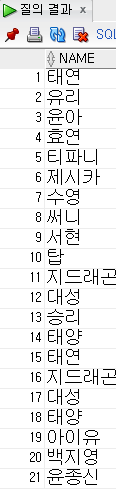 질의 결과 x
SQL
NAME
1 태연
2 유리
3 윤아
4 효연
5 티파니
6 제시카
7 수영
8 써니
9 서현
10 탑
11 지드래곤
12 대성
13 승리
14 태양
15 태연
16 지드래곤
17 대성
18 태양
19 아이유
20 백지영
21 윤종신